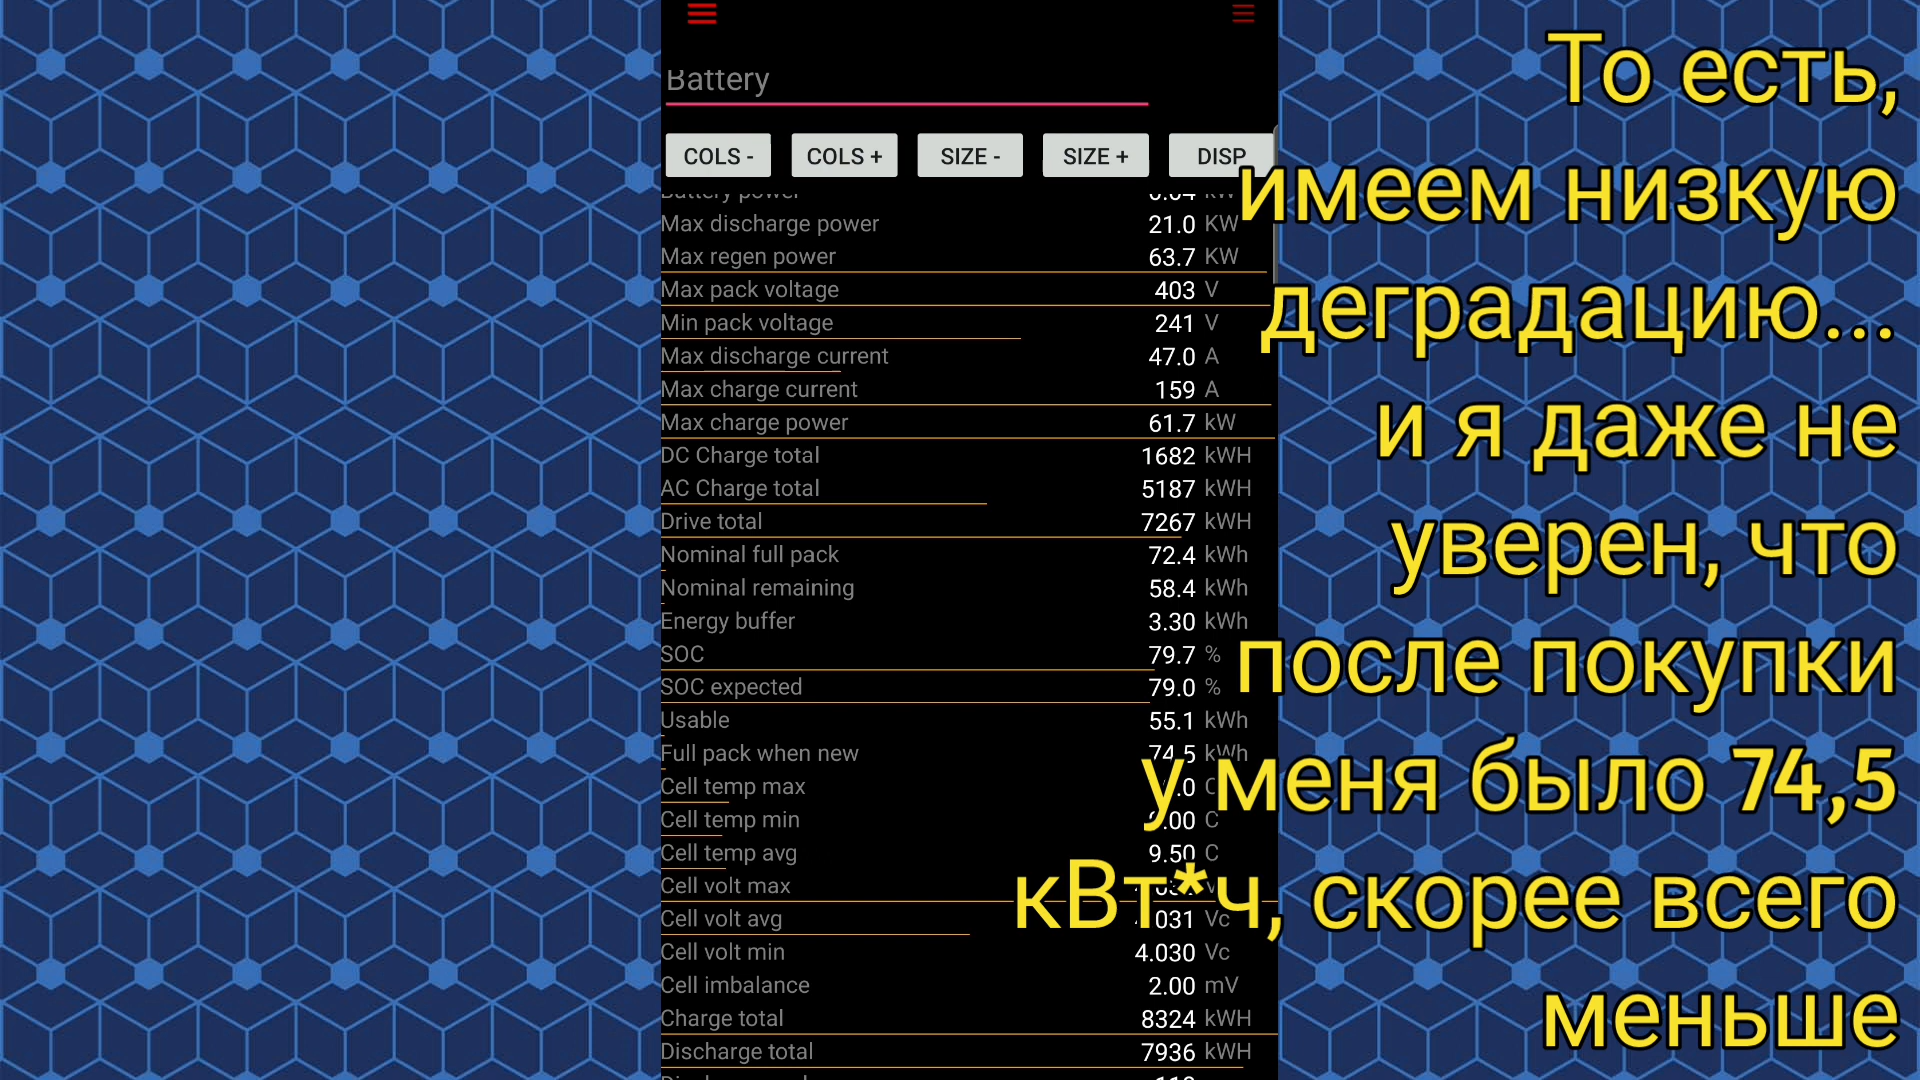 Battery
COLS - COLS + SIZE - SIZE + DISP
Battery power kW
Max discharge power 21.0 KW
Max regen power 63.7 KW
Max pack voltage 403 V
Min pack voltage 241 V
Max discharge current 47.0 A
Max charge current 159 A
Max charge power 61.7 kW
DC Charge total 1682 kWH
AC Charge total 5187 kWH
Drive total 7267 kWH
Nominal full pack 72.4 kWh
Nominal remaining 58.4 kWh
Energy buffer 3.30 kWh
SOC 79.7 %
SOC expected 79.0 %
Usable 55.1 kWh
Full pack when new 74.5 kWh
Cell temp max C
Cell temp min C
Cell temp avg 9.50 C
Cell volt max
Cell volt avg Vc
Cell volt min 4.030 Vc
Cell imbalance 2.00 mV
Charge total 8324 kWH
Discharge total 7936 kWH
То есть,
имеем низкую
деградацию...
и я даже не
уверен, что
после покупки
у меня было 74,5
кВт*ч, скорее всего
меньше